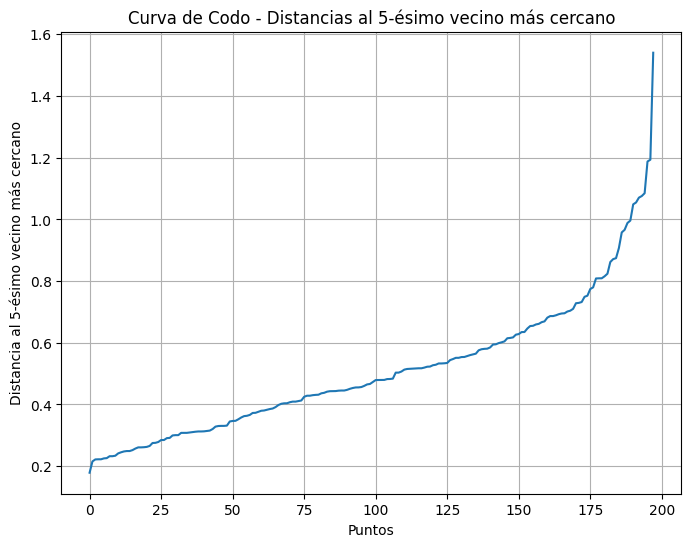 Curva de Codo - Distancias al 5-ésimo vecino más cercano
Distancia al 5-ésimo vecino más cercano
1.6
1.4
1.2
1.0
0.8
0.6
0.4
0.2
0 25 50 75 100 125 150 175 200
Puntos